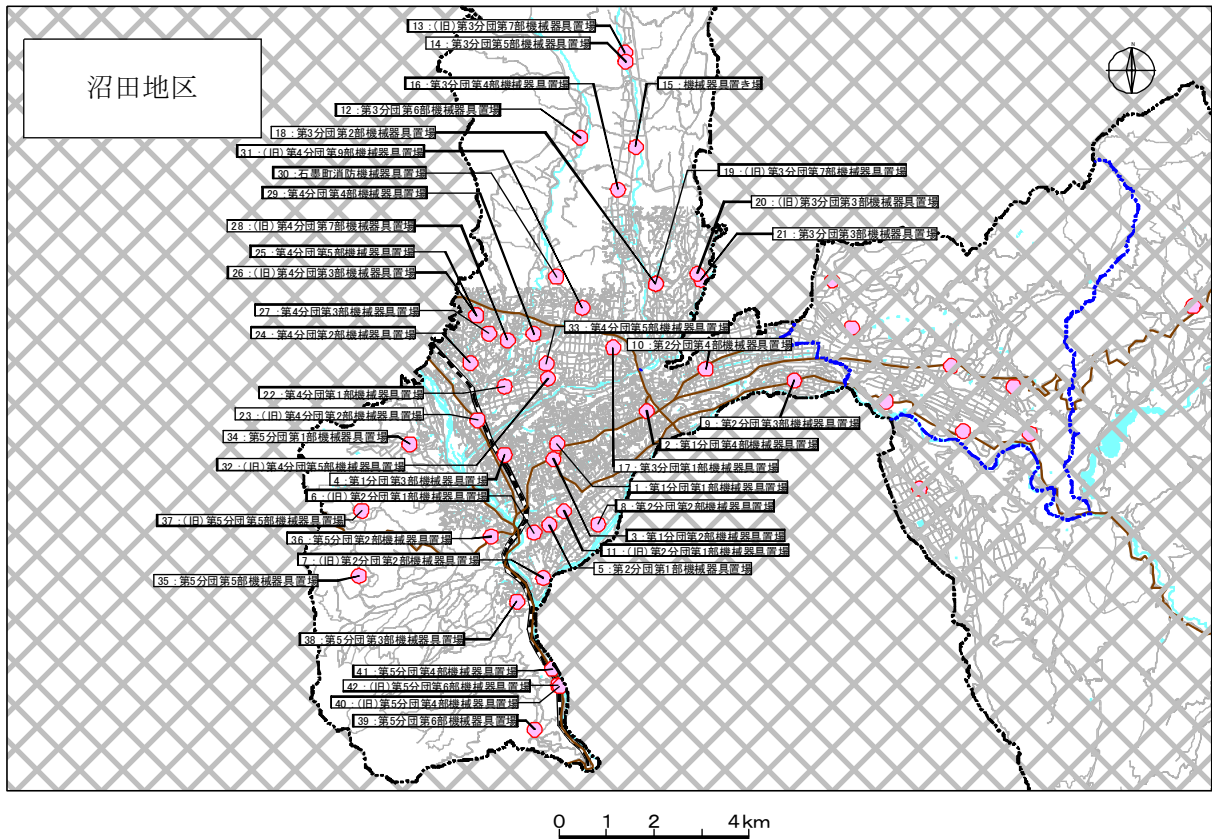 沼田地区
N
13 : (旧)第3分団第7部機械器具置場
14 : 第3分団第5部機械器具置場
16 : 第3分団第4部機械器具置場
15 : 機械器具置き場
12 : 第3分団第6部機械器具置場
18 : 第3分団第2部機械器具置場
31 : (旧)第4分団第9部機械器具置場
30 : 石墨町消防機械器具置場
19 : (旧)第3分団第7部機械器具置場
29 : 第4分団第4部機械器具置場
20 : (旧)第3分団第3部機械器具置場
28 : (旧)第4分団第7部機械器具置場
21 : 第3分団第3部機械器具置場
25 : 第4分団第5部機械器具置場
26 : (旧)第4分団第3部機械器具置場
27 : 第4分団第3部機械器具置場
33 : 第4分団第5部機械器具置場
24 : 第4分団第2部機械器具置場
10 : 第2分団第4部機械器具置場
22 : 第4分団第1部機械器具置場
23 : (旧)第4分団第2部機械器具置場
9 : 第2分団第3部機械器具置場
34 : 第5分団第1部機械器具置場
2 : 第1分団第4部機械器具置場
32 : (旧)第4分団第5部機械器具置場
17 : 第3分団第1部機械器具置場
4 : 第1分団第3部機械器具置場
1 : 第1分団第1部機械器具置場
6 : (旧)第2分団第1部機械器具置場
8 : 第2分団第2部機械器具置場
37 : (旧)第5分団第5部機械器具置場
3 : 第1分団第2部機械器具置場
36 : 第5分団第2部機械器具置場
11 : (旧)第2分団第1部機械器具置場
7 : (旧)第2分団第2部機械器具置場
5 : 第2分団第1部機械器具置場
35 : 第5分団第5部機械器具置場
38 : 第5分団第3部機械器具置場
41 : 第5分団第4部機械器具置場
42 : (旧)第5分団第6部機械器具置場
40 : (旧)第5分団第4部機械器具置場
39 : 第5分団第6部機械器具置場
0 1 2 4km